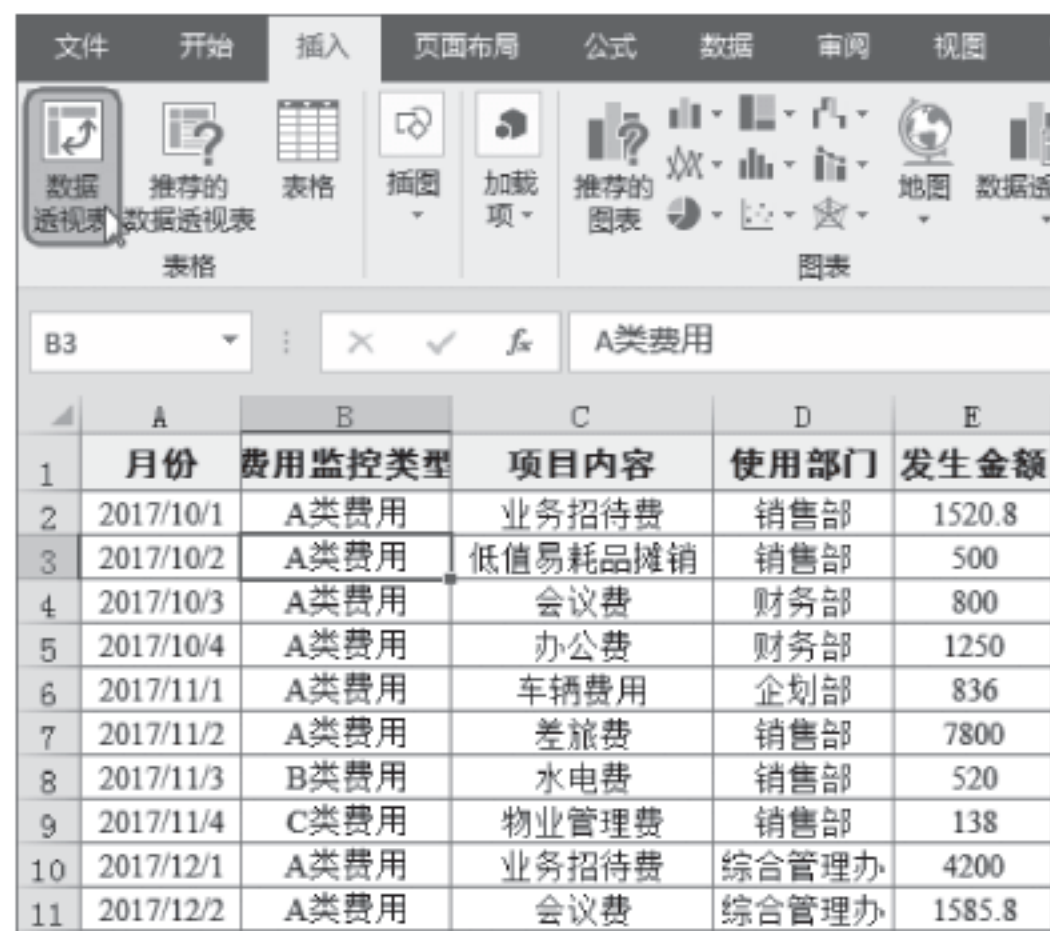 文件 开始 插入 页面布局 公式 数据 审阅 视图
数据 推荐的 表格 插图 加载 推荐的 地图 数据透
透视表 数据透视表 项 图表
表格 图表
B3 fx A类费用
A B C D E
1 月份 费用监控类型 项目内容 使用部门 发生金额
2 2017/10/1 A类费用 业务招待费 销售部 1520.8
3 2017/10/2 A类费用 低值易耗品摊销 销售部 500
4 2017/10/3 A类费用 会议费 财务部 800
5 2017/10/4 A类费用 办公费 财务部 1250
6 2017/11/1 A类费用 车辆费用 企划部 836
7 2017/11/2 A类费用 差旅费 销售部 7800
8 2017/11/3 B类费用 水电费 销售部 520
9 2017/11/4 C类费用 物业管理费 销售部 138
10 2017/12/1 A类费用 业务招待费 综合管理办 4200
11 2017/12/2 A类费用 会议费 综合管理办 1585.8